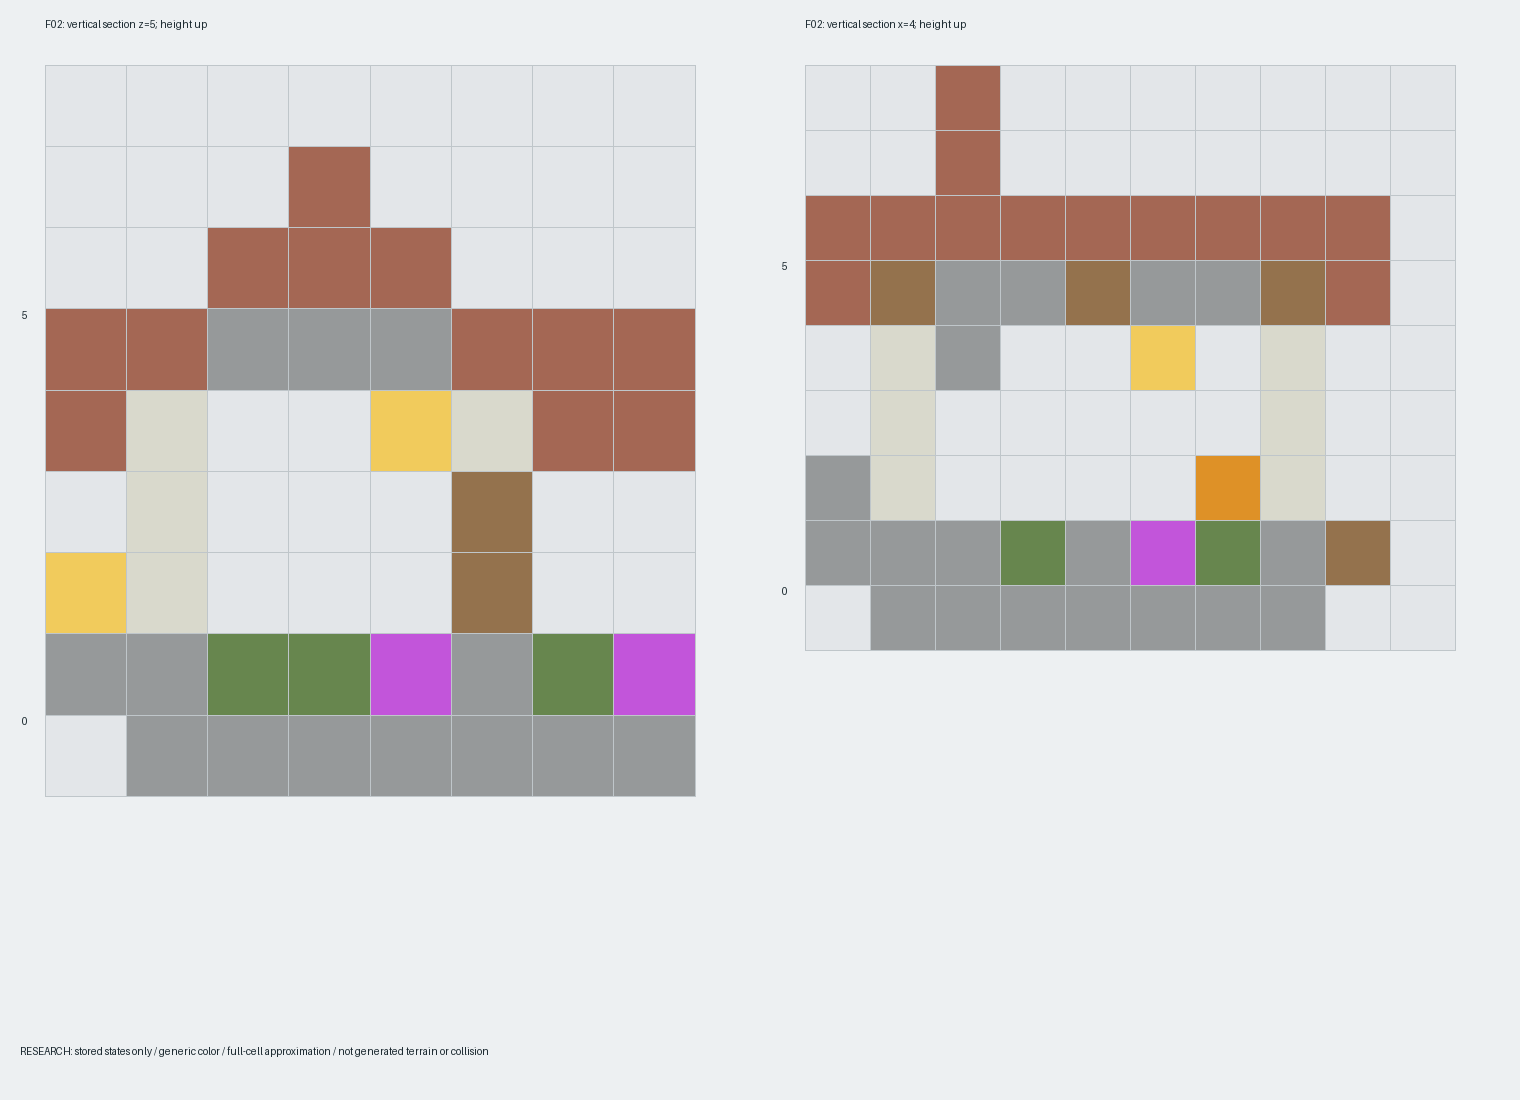 F02: vertical section z=5; height up
F02: vertical section x=4; height up
5
0
5
0
RESEARCH: stored states only / generic color / full-cell approximation / not generated terrain or collision